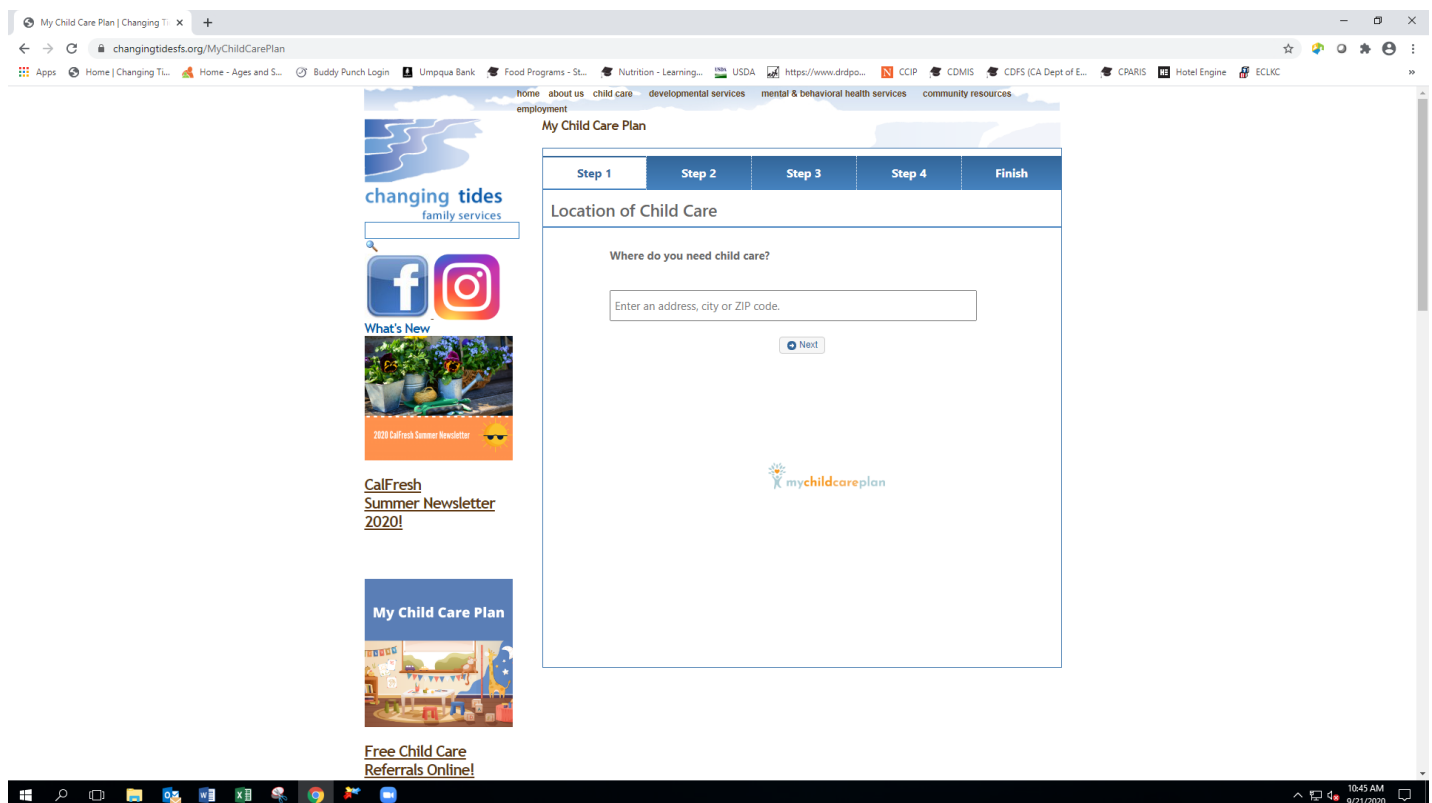 My Child Care Plan | Changing Ti
changingtidesfs.org/MyChildCarePlan
Apps Home | Changing Ti... Home - Ages and S... Buddy Punch Login Umpqua Bank Food Programs - St... Nutrition - Learning... USDA https://www.drdpo... CCIP CDMIS CDFS (CA Dept of E... CPARIS HE Hotel Engine ECLKC »
home about us child care developmental services mental & behavioral health services community resources
employment
My Child Care Plan
Step 1 Step 2 Step 3 Step 4 Finish
changing tides
family services
Location of Child Care
Where do you need child care?
Enter an address, city or ZIP code.
Next
mychildcareplan
What's New
2020 CalFresh Summer Newsletter
CalFresh
Summer Newsletter
2020!
My Child Care Plan
Free Child Care
Referrals Online!
10:45 AM
9/21/2020